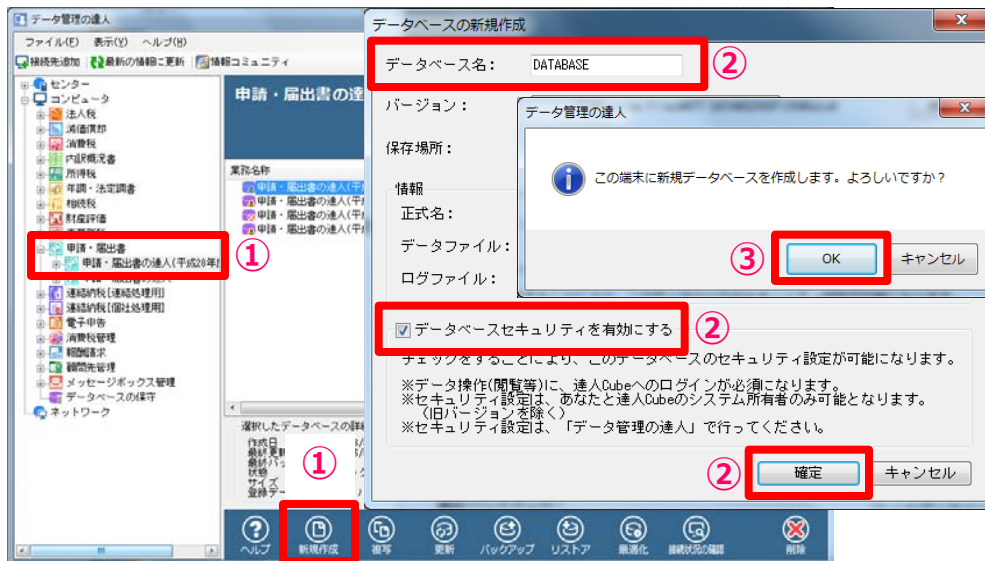 データ管理の達人
ファイル(F) 表示(Y) ヘルプ(H)
接続先追加 最新の情報に更新 情報コミュニティ
センター
コンピュータ
法人税
減価償却
消費税
内訳概況書
所得税
年調・法定調書
相続税
財産評価
申請・届出書
申請・届出書の達人(平成28年
①
連結納税[連結処理用]
連結納税[個社処理用]
電子申告
消費税管理
報酬請求
顧問先管理
メッセージボックス管理
データベースの保守
ネットワーク
申請・届出書の達
業務名称
申請・届出書の達人(平
申請・届出書の達人(平
申請・届出書の達人(平
申請・届出書の達人(平
選択したデータベースの詳
作成日
最終更新
最終バッ
状態
サイズ
登録デー
①
ヘルプ 新規作成 複写 更新 バックアップ リストア 最適化 接続状況の確認 削除
データベースの新規作成
データベース名: DATABASE
②
バージョン:
保存場所:
情報
正式名:
データファイル:
ログファイル:
データ管理の達人
この端末に新規データベースを作成します。よろしいですか?
③
OK キャンセル
データベースセキュリティを有効にする
②
チェックをすることにより、このデータベースのセキュリティ設定が可能になります。
※データ操作(閲覧等)に、達人Cubeへのログインが必須になります。
※セキュリティ設定は、あなたと達人Cubeのシステム所有者のみ可能となります。
(旧バージョンを除く)
※セキュリティ設定は、「データ管理の達人」で行ってください。
②
確定 キャンセル